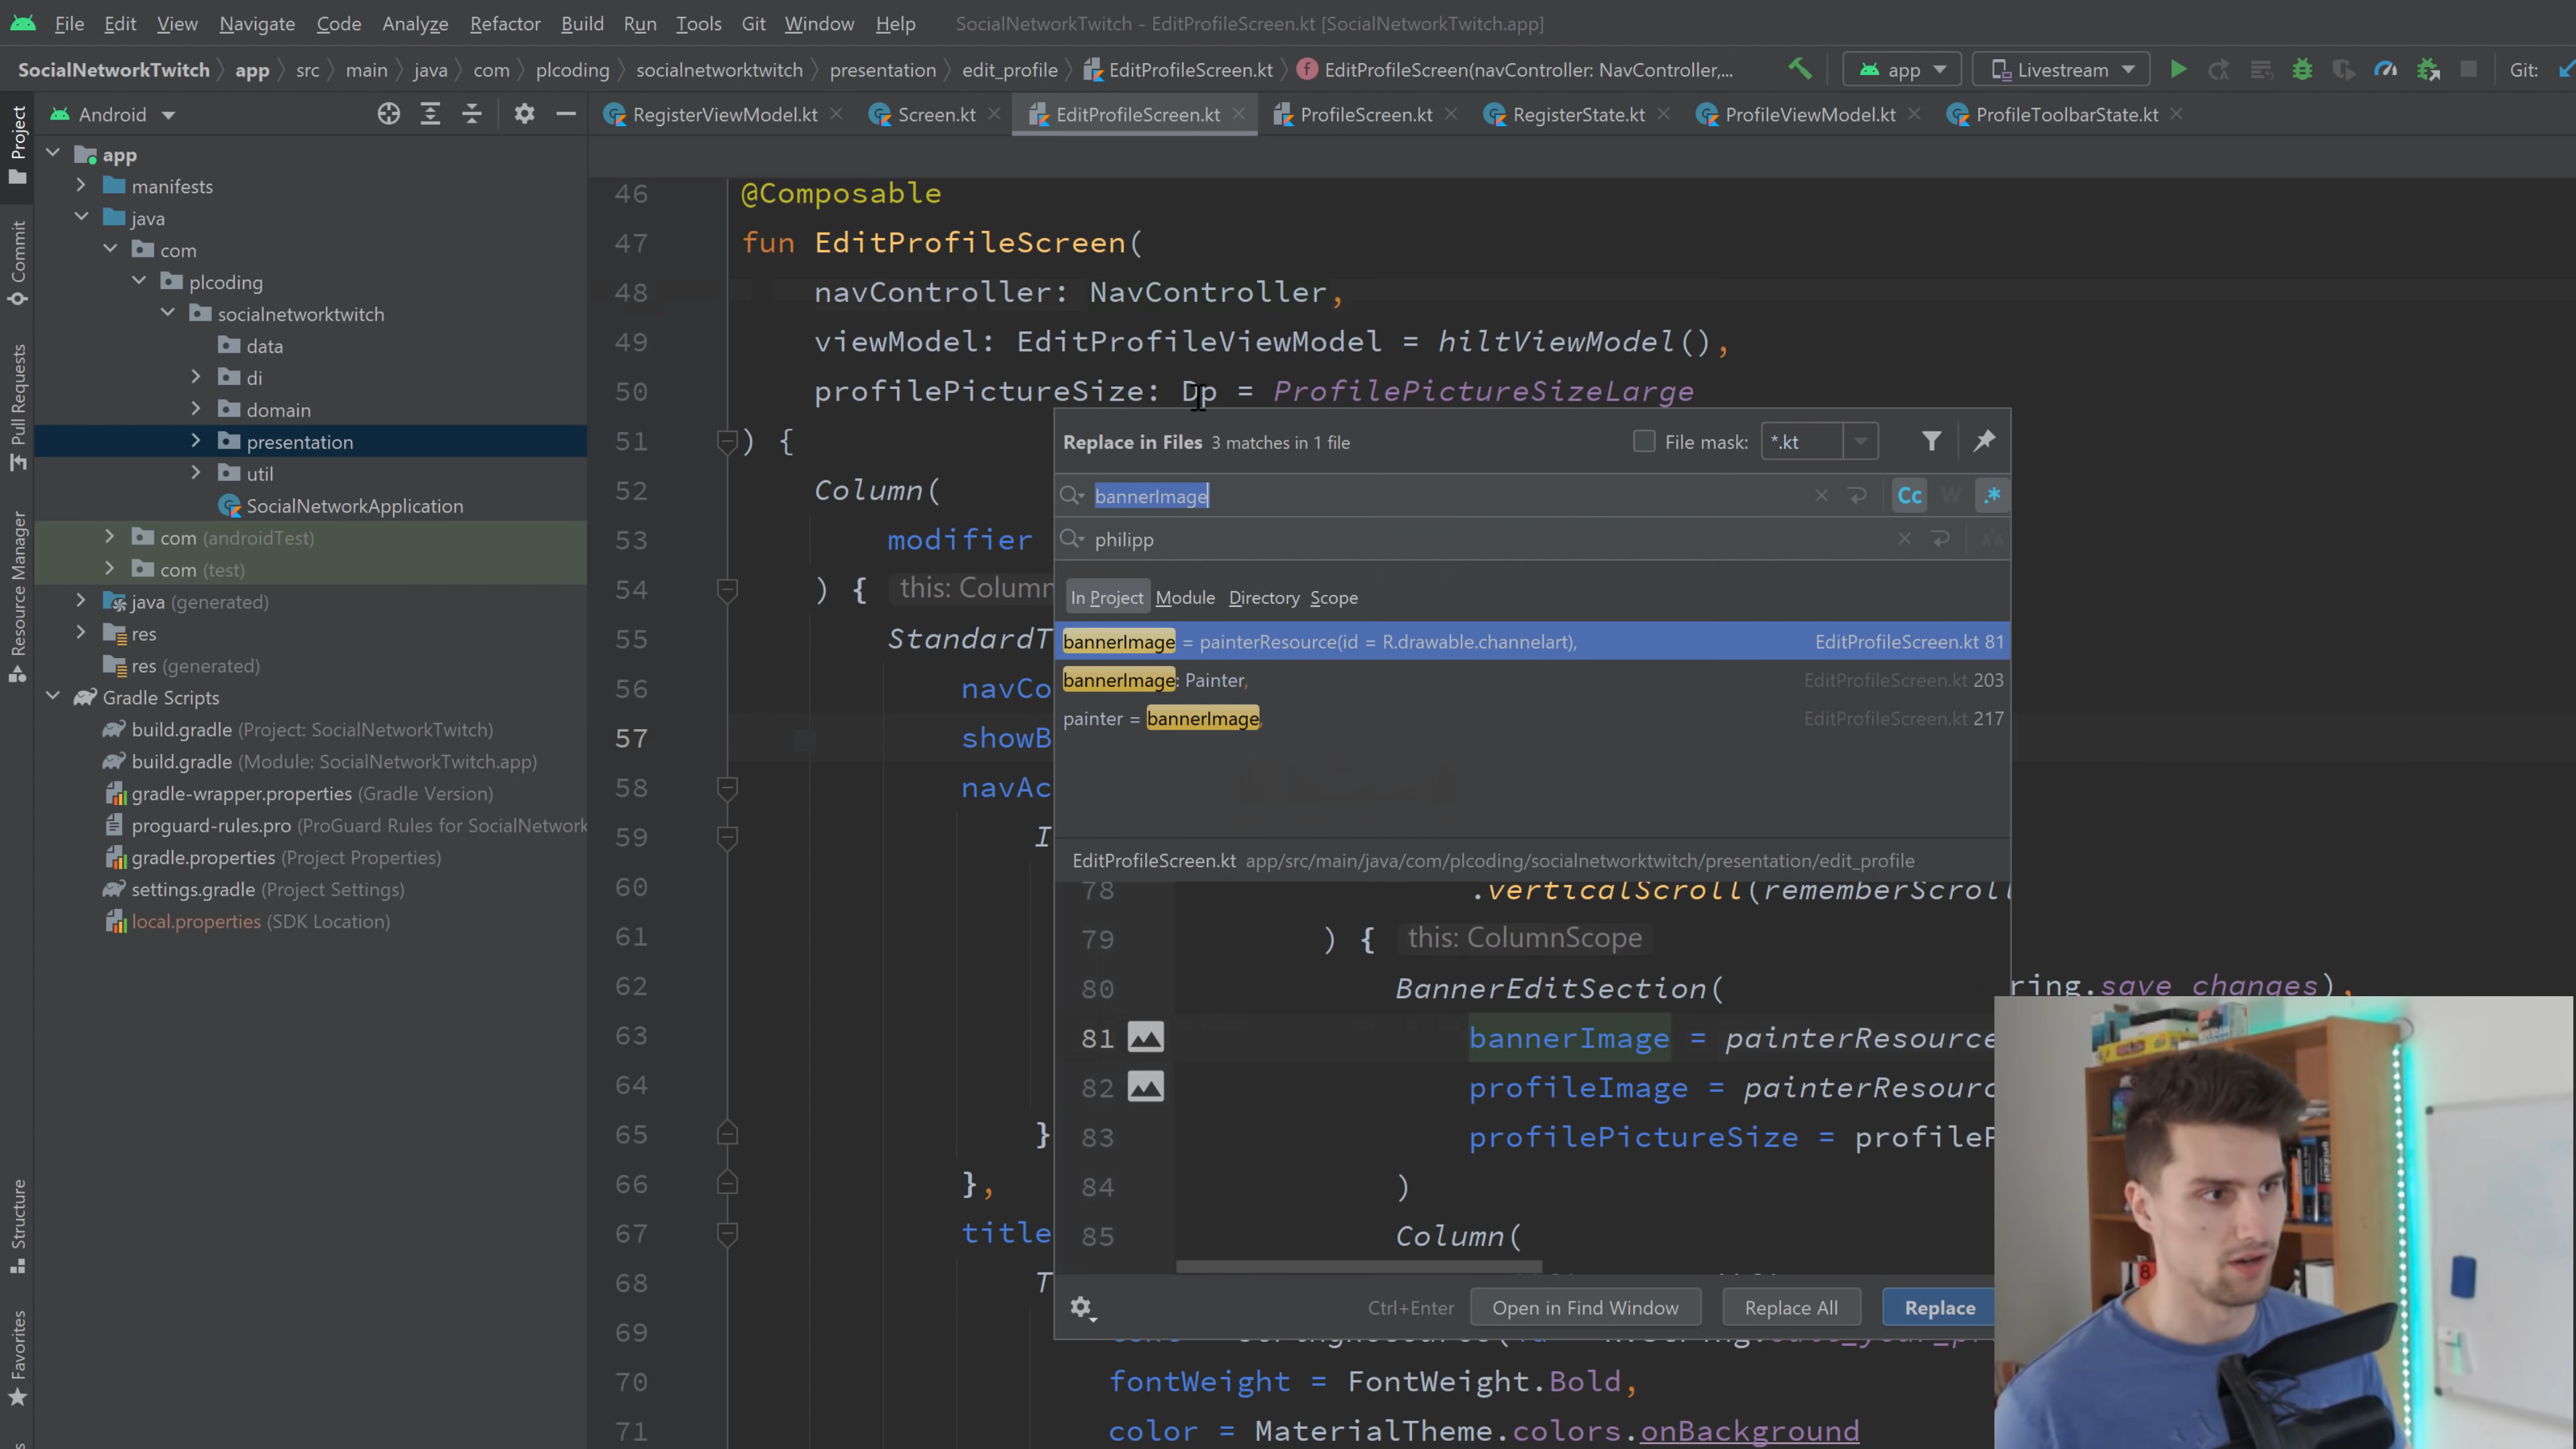 File Edit View Navigate Code Analyze Refactor Build Run Tools Git Window Help SocialNetworkTwitch - EditProfileScreen.kt [SocialNetworkTwitch.app]
SocialNetworkTwitch app src main java com plcoding socialnetworktwitch presentation edit_profile EditProfileScreen.kt EditProfileScreen(navController: NavController,... app Livestream Git:
Android
RegisterViewModel.kt Screen.kt EditProfileScreen.kt ProfileScreen.kt RegisterState.kt ProfileViewModel.kt ProfileToolbarState.kt
Project
Commit
Pull Requests
Resource Manager
Structure
Favorites
app
manifests
java
com
plcoding
socialnetworktwitch
data
di
domain
presentation
util
SocialNetworkApplication
com (androidTest)
com (test)
java (generated)
res
res (generated)
Gradle Scripts
build.gradle (Project: SocialNetworkTwitch)
build.gradle (Module: SocialNetworkTwitch.app)
gradle-wrapper.properties (Gradle Version)
proguard-rules.pro (ProGuard Rules for SocialNetwork
gradle.properties (Project Properties)
settings.gradle (Project Settings)
local.properties (SDK Location)
46 @Composable
47 fun EditProfileScreen(
48 navController: NavController,
49 viewModel: EditProfileViewModel = hiltViewModel(),
50 profilePictureSize: Dp = ProfilePictureSizeLarge
51 ) {
52 Column(
53 modifier
54 ) { this: Column
55 StandardT
56 navCo
57 showB
58 navAc
59 I
60
61
62 ring.save_changes),
63
64
65 }
66 },
67 title
68 T
69
70 fontWeight = FontWeight.Bold,
71 color = MaterialTheme.colors.onBackground
Replace in Files 3 matches in 1 file File mask: *.kt
bannerImage Cc W .*
philipp
In Project Module Directory Scope
bannerImage = painterResource(id = R.drawable.channelart), EditProfileScreen.kt 81
bannerImage: Painter, EditProfileScreen.kt 203
painter = bannerImage, EditProfileScreen.kt 217
EditProfileScreen.kt app/src/main/java/com/plcoding/socialnetworktwitch/presentation/edit_profile
78 .verticalScroll(rememberScroll
79 ) { this: ColumnScope
80 BannerEditSection(
81 bannerImage = painterResource
82 profileImage = painterResourc
83 profilePictureSize = profileP
84 )
85 Column(
Ctrl+Enter Open in Find Window Replace All Replace